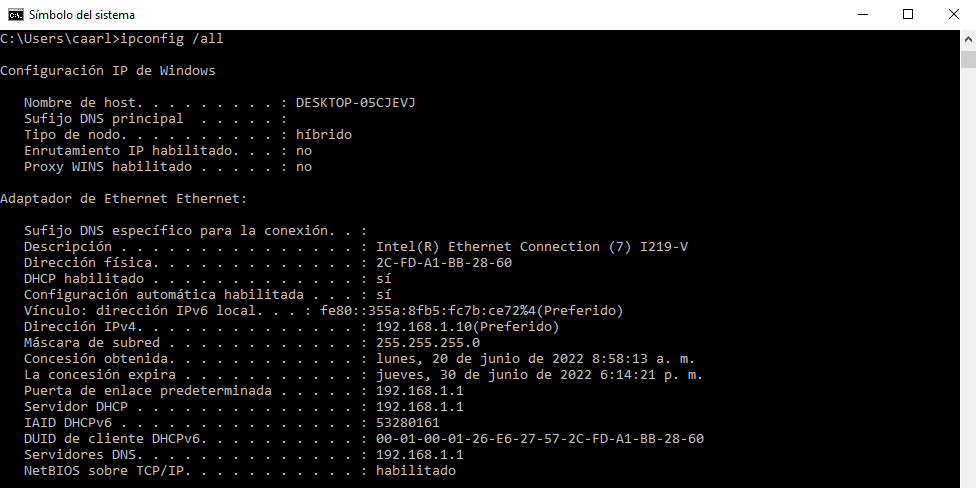 Símbolo del sistema
C:\Users\caarl>ipconfig /all
Configuración IP de Windows
Nombre de host. . . . . . . . . : DESKTOP-05CJEVJ
Sufijo DNS principal  . . . . . :
Tipo de nodo. . . . . . . . . . : híbrido
Enrutamiento IP habilitado. . . : no
Proxy WINS habilitado . . . . . : no
Adaptador de Ethernet Ethernet:
Sufijo DNS específico para la conexión. . :
Descripción . . . . . . . . . . . . . . . : Intel(R) Ethernet Connection (7) I219-V
Dirección física. . . . . . . . . . . . . : 2C-FD-A1-BB-28-60
DHCP habilitado . . . . . . . . . . . . . : sí
Configuración automática habilitada . . . : sí
Vínculo: dirección IPv6 local. . . : fe80::355a:8fb5:fc7b:ce72%4(Preferido)
Dirección IPv4. . . . . . . . . . . . . . : 192.168.1.10(Preferido)
Máscara de subred . . . . . . . . . . . . : 255.255.255.0
Concesión obtenida. . . . . . . . . . . . : lunes, 20 de junio de 2022 8:58:13 a. m.
La concesión expira . . . . . . . . . . . : jueves, 30 de junio de 2022 6:14:21 p. m.
Puerta de enlace predeterminada . . . . . : 192.168.1.1
Servidor DHCP . . . . . . . . . . . . . . : 192.168.1.1
IAID DHCPv6 . . . . . . . . . . . . . . . : 53280161
DUID de cliente DHCPv6. . . . . . . . . . : 00-01-00-01-26-E6-27-57-2C-FD-A1-BB-28-60
Servidores DNS. . . . . . . . . . . . . . : 192.168.1.1
NetBIOS sobre TCP/IP. . . . . . . . . . . : habilitado